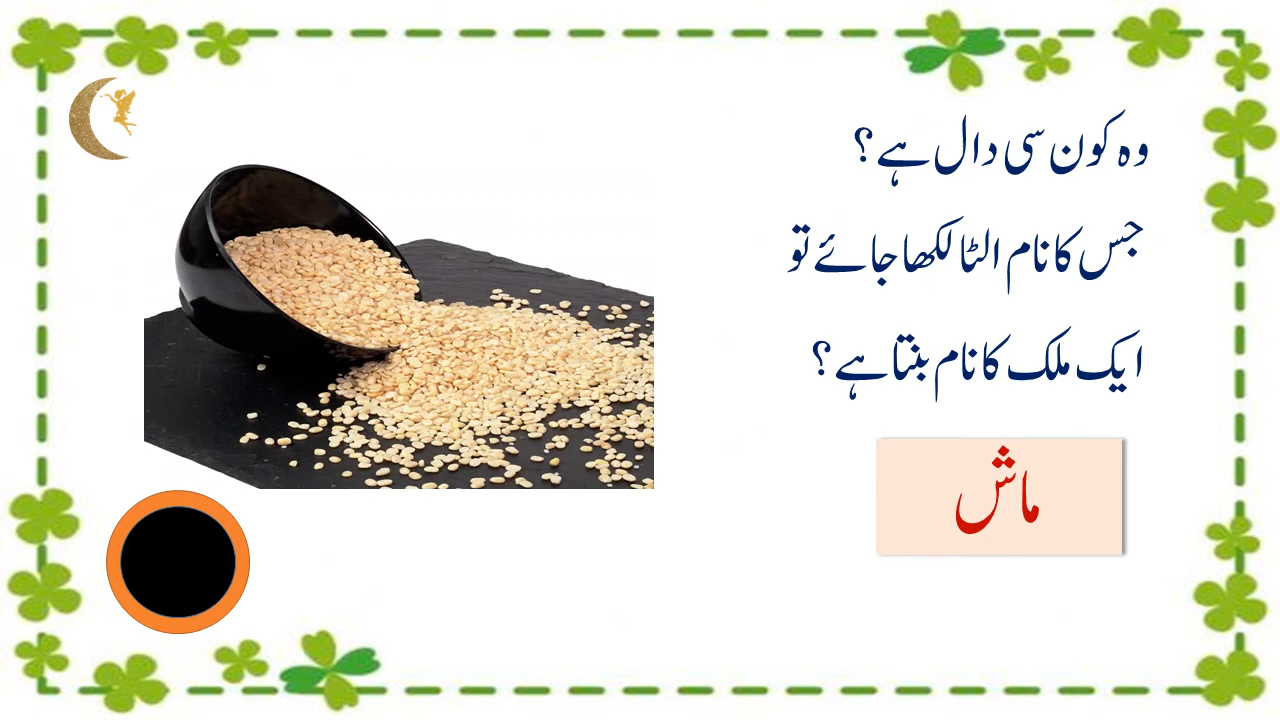 وہ کون سی دال ہے ؟
جس کا نام الٹا لکھا جائے تو
ایک ملک کا نام بنتا ہے ؟
ماش